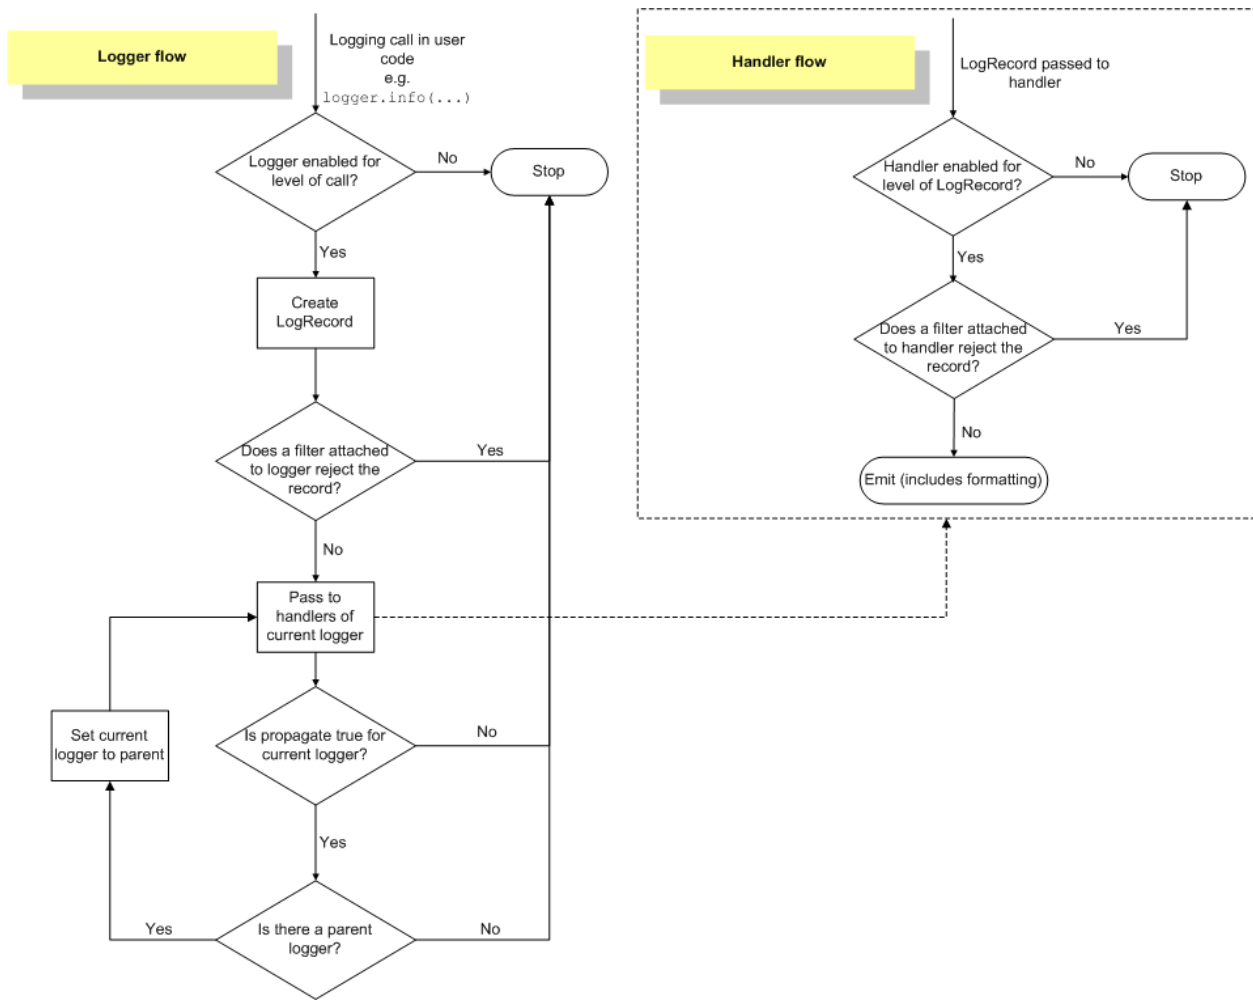 Logger flow
Logging call in user
code
e.g.
logger.info(...)
Logger enabled for
level of call?
No
Stop
Yes
Create
LogRecord
Does a filter attached
to logger reject the
record?
Yes
No
Pass to
handlers of
current logger
Set current
logger to parent
Is propagate true for
current logger?
No
Yes
Is there a parent
logger?
Yes
No
Handler flow
LogRecord passed to
handler
Handler enabled for
level of LogRecord?
No
Stop
Yes
Does a filter attached
to handler reject the
record?
Yes
No
Emit (includes formatting)